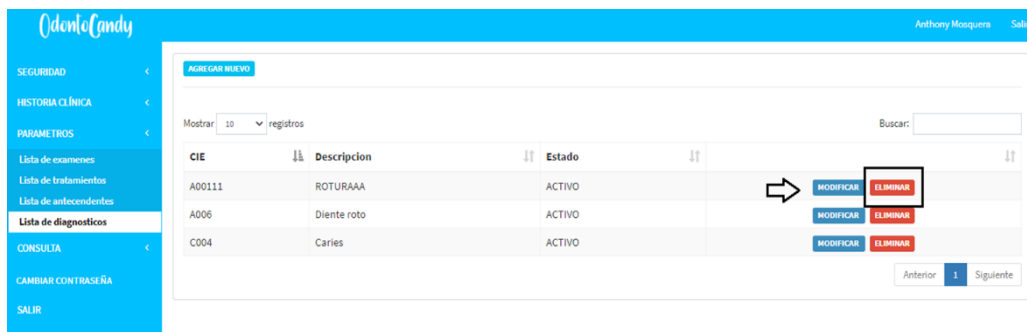 OdontoCandy
Anthony Mosquera
SEGURIDAD
AGREGAR NUEVO
HISTORIA CLÍNICA
Mostrar 10 registros
Buscar:
PARAMETROS
CIE Descripcion Estado
Lista de examenes
Lista de tratamientos
Lista de antecendentes
Lista de diagnosticos
A00111 ROTURAAA ACTIVO MODIFICAR ELIMINAR
A006 Diente roto ACTIVO MODIFICAR ELIMINAR
C004 Caries ACTIVO MODIFICAR ELIMINAR
CONSULTA
Anterior 1 Siguiente
CAMBIAR CONTRASEÑA
SALIR